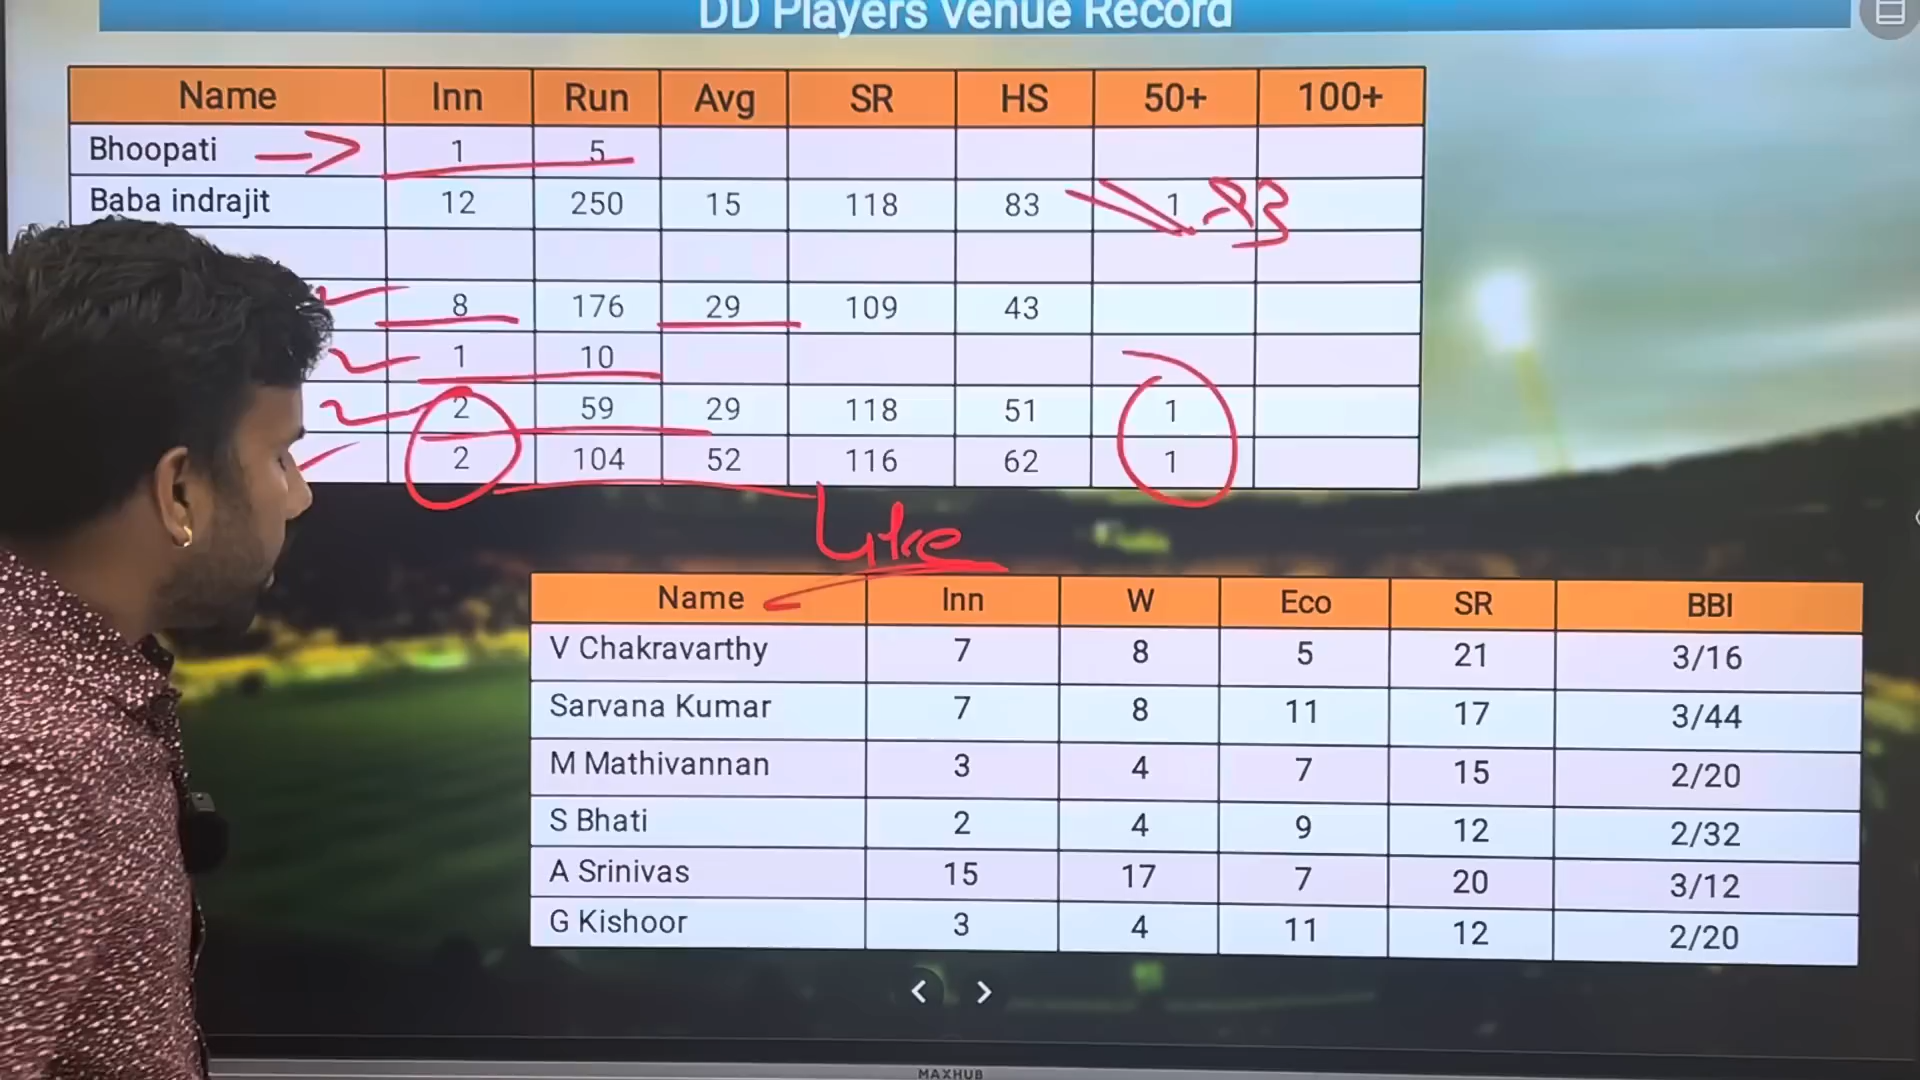 DD Players Venue Record
Name Inn Run Avg SR HS 50+ 100+
Bhoopati 1 5
Baba indrajit 12 250 15 118 83 1 83
8 176 29 109 43
1 10
2 59 29 118 51 1
2 104 52 116 62 1
Like
Name Inn W Eco SR BBI
V Chakravarthy 7 8 5 21 3/16
Sarvana Kumar 7 8 11 17 3/44
M Mathivannan 3 4 7 15 2/20
S Bhati 2 4 9 12 2/32
A Srinivas 15 17 7 20 3/12
G Kishoor 3 4 11 12 2/20
MAXHUB